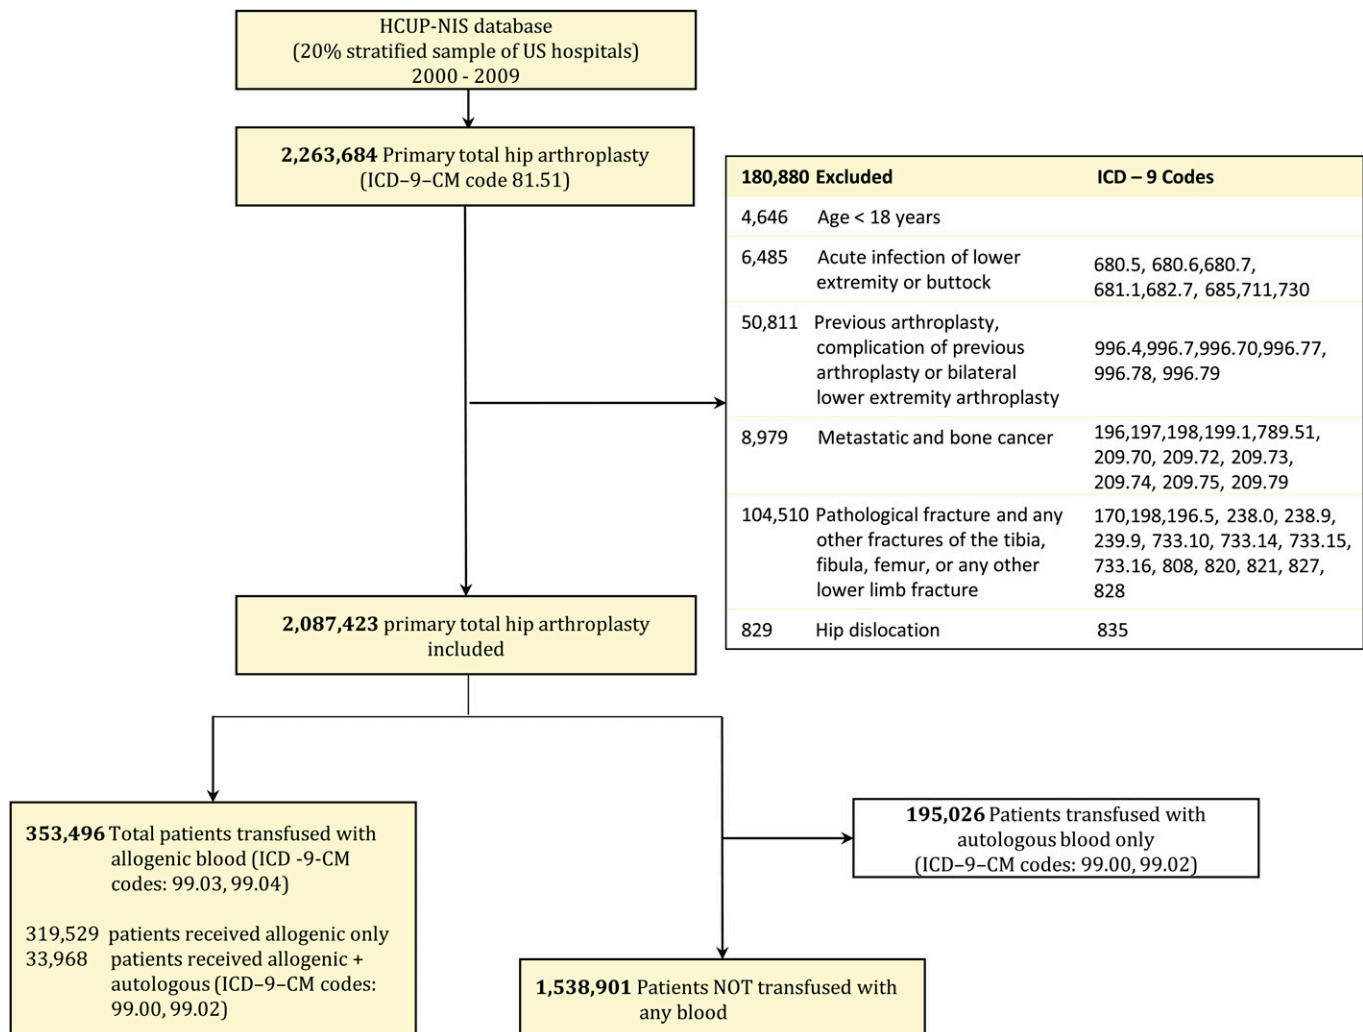 HCUP-NIS database
(20% stratified sample of US hospitals)
2000 - 2009
2,263,684 Primary total hip arthroplasty
(ICD–9–CM code 81.51)
180,880 Excluded ICD – 9 Codes
4,646 Age < 18 years
6,485 Acute infection of lower
extremity or buttock
680.5, 680.6,680.7,
681.1,682.7, 685,711,730
50,811 Previous arthroplasty,
complication of previous
arthroplasty or bilateral
lower extremity arthroplasty
996.4,996.7,996.70,996.77,
996.78, 996.79
8,979 Metastatic and bone cancer
196,197,198,199.1,789.51,
209.70, 209.72, 209.73,
209.74, 209.75, 209.79
104,510 Pathological fracture and any
other fractures of the tibia,
fibula, femur, or any other
lower limb fracture
170,198,196.5, 238.0, 238.9,
239.9, 733.10, 733.14, 733.15,
733.16, 808, 820, 821, 827,
828
829 Hip dislocation 835
2,087,423 primary total hip arthroplasty
included
353,496 Total patients transfused with
allogenic blood (ICD -9-CM
codes: 99.03, 99.04)
319,529 patients received allogenic only
33,968 patients received allogenic +
autologous (ICD–9–CM codes:
99.00, 99.02)
195,026 Patients transfused with
autologous blood only
(ICD–9–CM codes: 99.00, 99.02)
1,538,901 Patients NOT transfused with
any blood